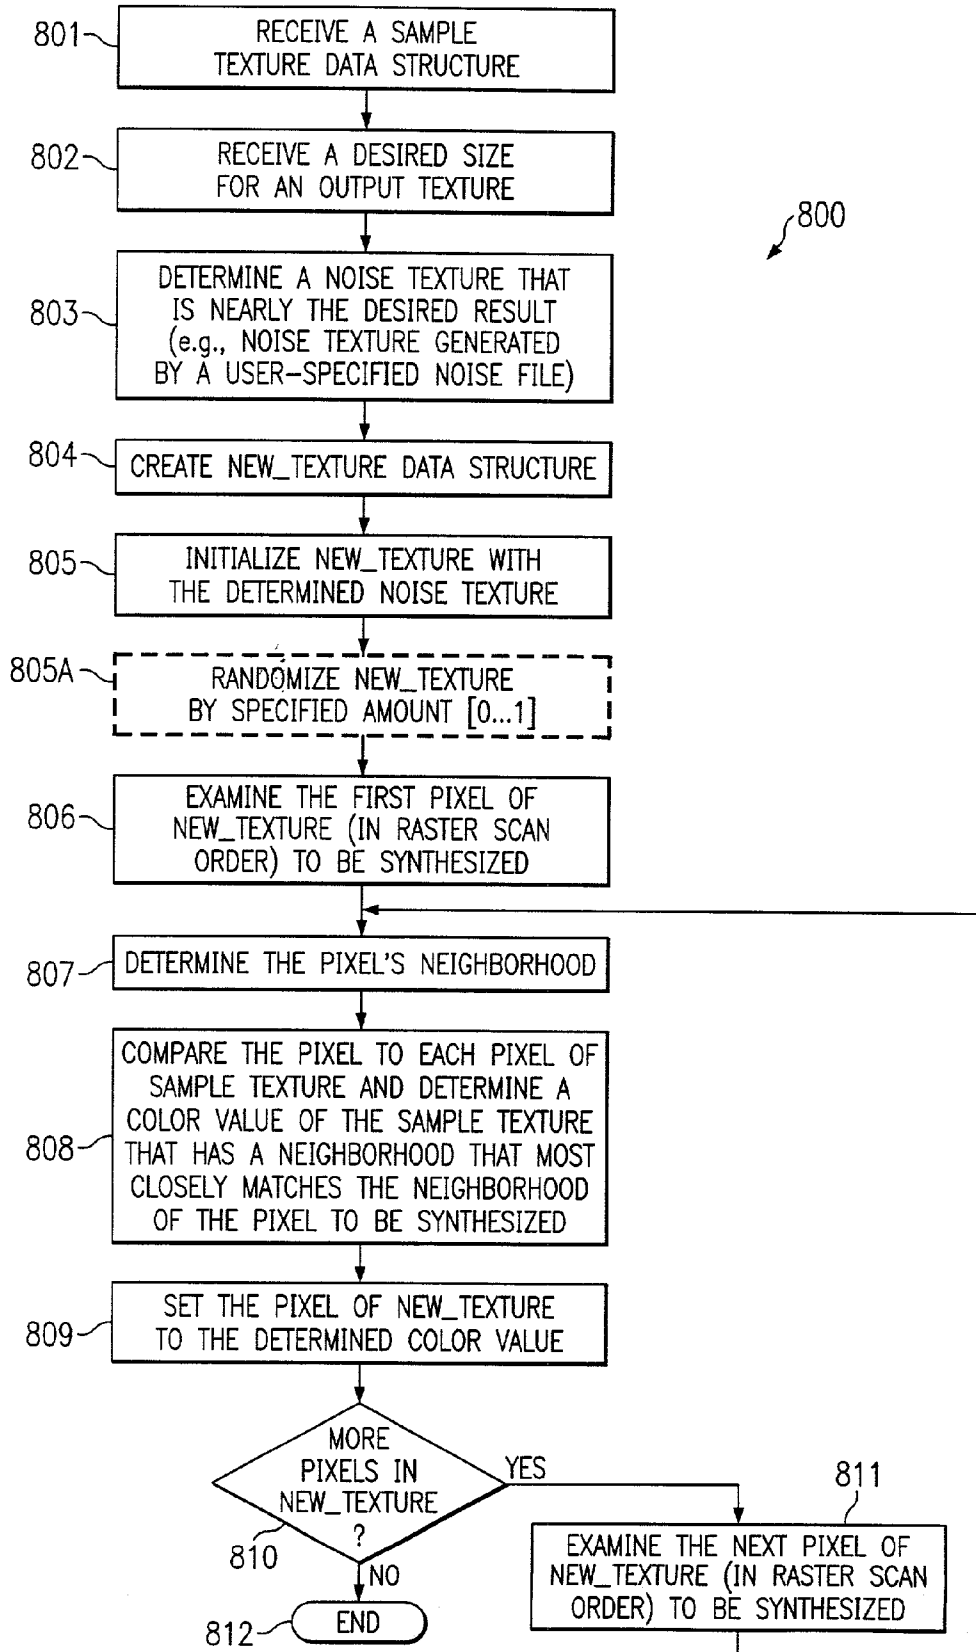 801
RECEIVE A SAMPLE
TEXTURE DATA STRUCTURE
802
RECEIVE A DESIRED SIZE
FOR AN OUTPUT TEXTURE
800
803
DETERMINE A NOISE TEXTURE THAT
IS NEARLY THE DESIRED RESULT
(e.g., NOISE TEXTURE GENERATED
BY A USER-SPECIFIED NOISE FILE)
804
CREATE NEW_TEXTURE DATA STRUCTURE
805
INITIALIZE NEW_TEXTURE WITH
THE DETERMINED NOISE TEXTURE
805A
RANDOMIZE NEW_TEXTURE
BY SPECIFIED AMOUNT [0...1]
806
EXAMINE THE FIRST PIXEL OF
NEW_TEXTURE (IN RASTER SCAN
ORDER) TO BE SYNTHESIZED
807
DETERMINE THE PIXEL'S NEIGHBORHOOD
808
COMPARE THE PIXEL TO EACH PIXEL OF
SAMPLE TEXTURE AND DETERMINE A
COLOR VALUE OF THE SAMPLE TEXTURE
THAT HAS A NEIGHBORHOOD THAT MOST
CLOSELY MATCHES THE NEIGHBORHOOD
OF THE PIXEL TO BE SYNTHESIZED
809
SET THE PIXEL OF NEW_TEXTURE
TO THE DETERMINED COLOR VALUE
MORE
PIXELS IN
NEW_TEXTURE
?
810
YES
NO
811
EXAMINE THE NEXT PIXEL OF
NEW_TEXTURE (IN RASTER SCAN
ORDER) TO BE SYNTHESIZED
812
END